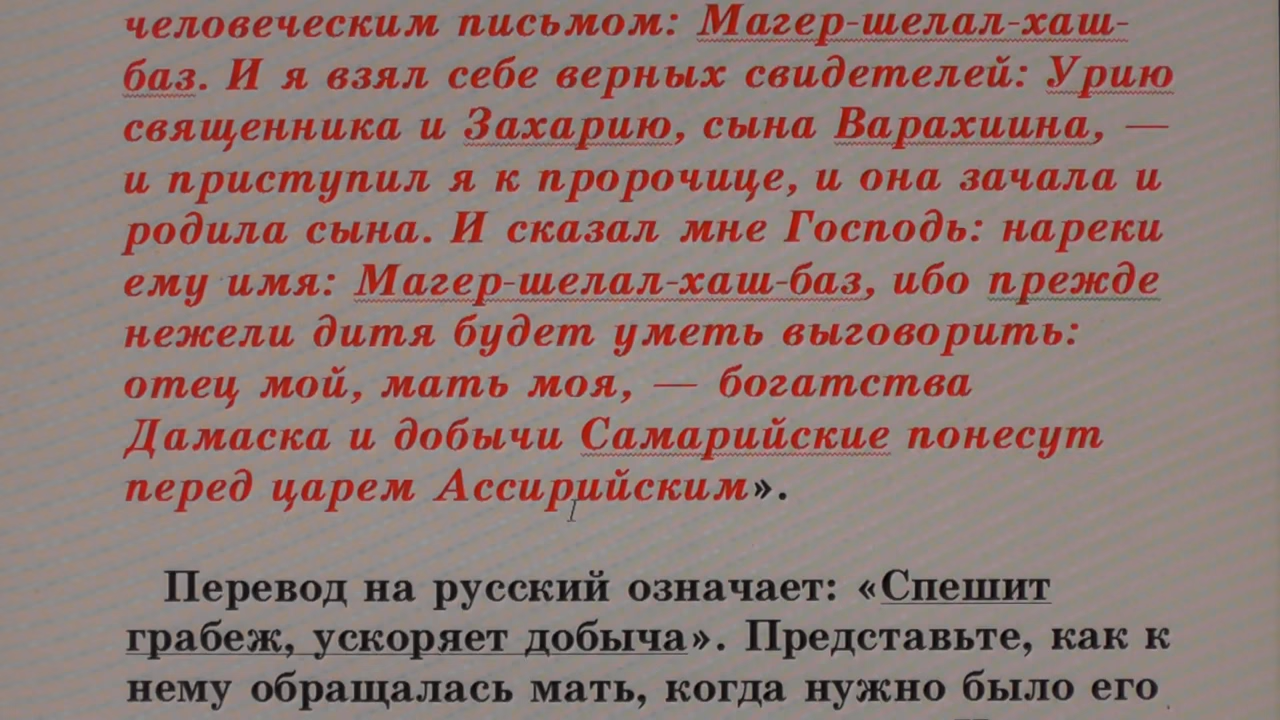 человеческим письмом: Магер-шелал-хаш-
баз. И я взял себе верных свидетелей: Урию
священника и Захарию, сына Варахиина, —
и приступил я к пророчице, и она зачала и
родила сына. И сказал мне Господь: нареки
ему имя: Магер-шелал-хаш-баз, ибо прежде
нежели дитя будет уметь выговорить:
отец мой, мать моя, — богатства
Дамаска и добычи Самарийские понесут
перед царем Ассирийским».
Перевод на русский означает: «Спешит
грабеж, ускоряет добыча». Представьте, как к
нему обращалась мать, когда нужно было его